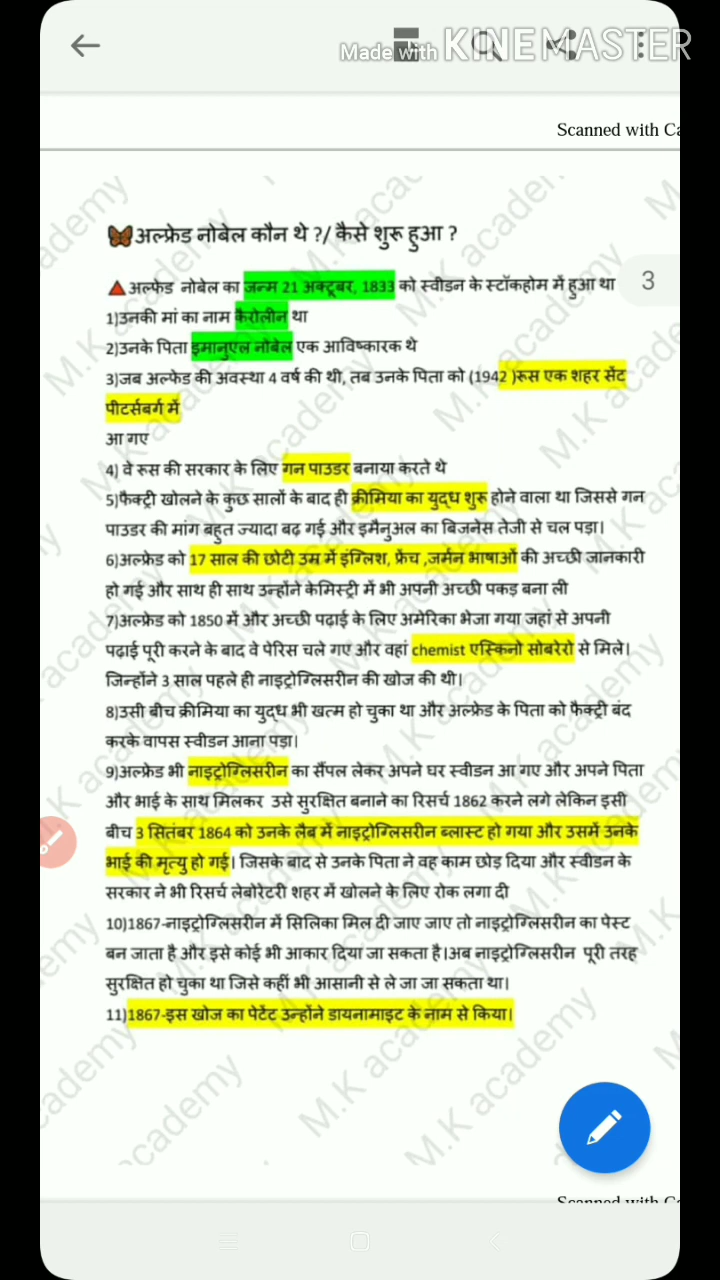 Made with KINEMASTER
Scanned with Ca
अल्फ्रेड नोबेल कौन थे ?/ कैसे शुरू हुआ ?
3
अल्फ्रेड नोबेल का जन्म 21 अक्टूबर, 1833 को स्वीडन के स्टॉकहोम में हुआ था
1)उनकी मां का नाम कैरोलीन था
2)उनके पिता इमानुएल नोबेल एक आविष्कारक थे
3)जब अल्फेड की अवस्था 4 वर्ष की थी, तब उनके पिता को (1942 )रूस एक शहर सेंट
पीटर्सबर्ग में
आ गए
4) वे रूस की सरकार के लिए गन पाउडर बनाया करते थे
5)फैक्ट्री खोलने के कुछ सालों के बाद ही क्रीमिया का युद्ध शुरू होने वाला था जिससे गन
पाउडर की मांग बहुत ज्यादा बढ़ गई और इमैनुअल का बिजनेस तेजी से चल पड़ा।
6)अल्फ्रेड को 17 साल की छोटी उम्र में इंग्लिश, फ्रेंच ,जर्मन भाषाओं की अच्छी जानकारी
हो गई और साथ ही साथ उन्होंने केमिस्ट्री में भी अपनी अच्छी पकड़ बना ली
7)अल्फ्रेड को 1850 में और अच्छी पढ़ाई के लिए अमेरिका भेजा गया जहां से अपनी
पढ़ाई पूरी करने के बाद वे पेरिस चले गए और वहां chemist एस्किनो सोबरेरो से मिले।
जिन्होंने 3 साल पहले ही नाइट्रोग्लिसरीन की खोज की थी।
8)उसी बीच क्रीमिया का युद्ध भी खत्म हो चुका था और अल्फ्रेड के पिता को फैक्ट्री बंद
करके वापस स्वीडन आना पड़ा।
9)अल्फ्रेड भी नाइट्रोग्लिसरीन का सैंपल लेकर अपने घर स्वीडन आ गए और अपने पिता
और भाई के साथ मिलकर उसे सुरक्षित बनाने का रिसर्च 1862 करने लगे लेकिन इसी
बीच 3 सितंबर 1864 को उनके लैब में नाइट्रोग्लिसरीन ब्लास्ट हो गया और उसमें उनके
भाई की मृत्यु हो गई। जिसके बाद से उनके पिता ने वह काम छोड़ दिया और स्वीडन के
सरकार ने भी रिसर्च लेबोरेटरी शहर में खोलने के लिए रोक लगा दी
10)1867-नाइट्रोग्लिसरीन में सिलिका मिल दी जाए जाए तो नाइट्रोग्लिसरीन का पेस्ट
बन जाता है और इसे कोई भी आकार दिया जा सकता है।अब नाइट्रोग्लिसरीन पूरी तरह
सुरक्षित हो चुका था जिसे कहीं भी आसानी से ले जा जा सकता था।
11)1867-इस खोज का पेटेंट उन्होंने डायनामाइट के नाम से किया।
M.K academy